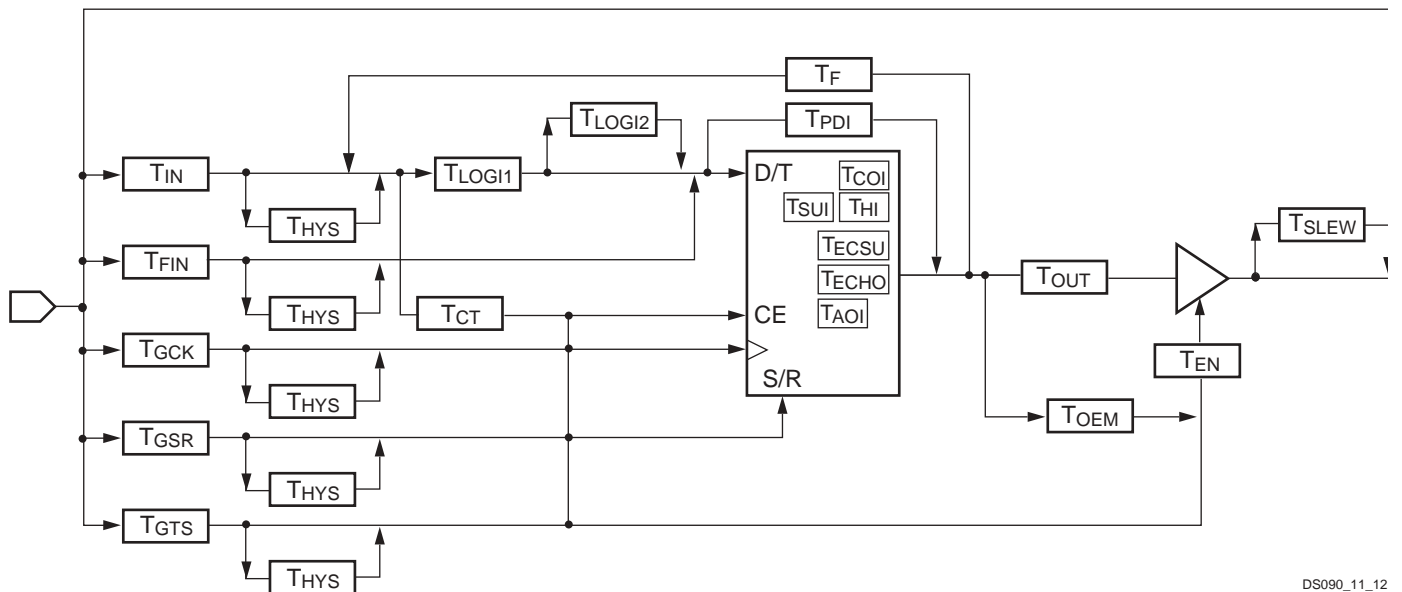 TF
TLOGI2
TPDI
TIN
TLOGI1
D/T
TCOI
TSUI
THI
THYS
TSLEW
TFIN
TECSU
TECHO
TOUT
THYS
TCT
CE
TAOI
TGCK
TEN
THYS
S/R
TOEM
TGSR
THYS
TGTS
THYS
DS090_11_12